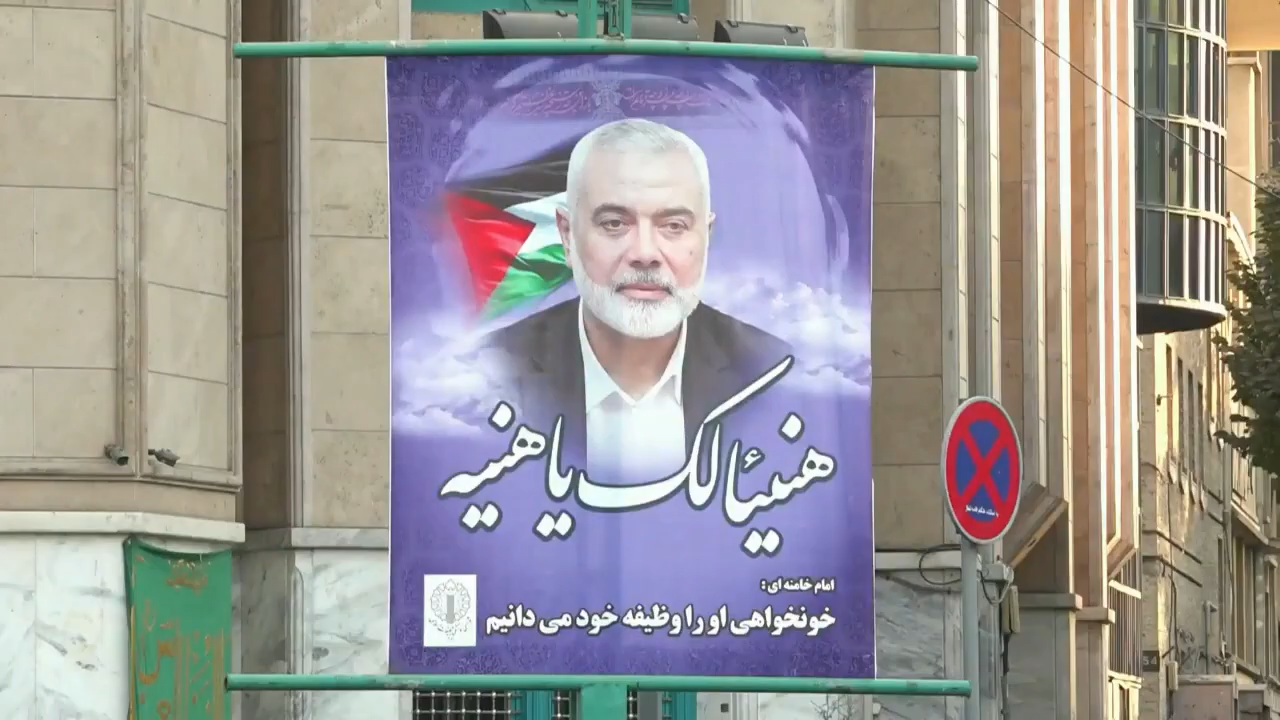 هنیئا لک یا هنیه
امام خامنه ای :
خونخواهی او را وظیفه خود می دانیم